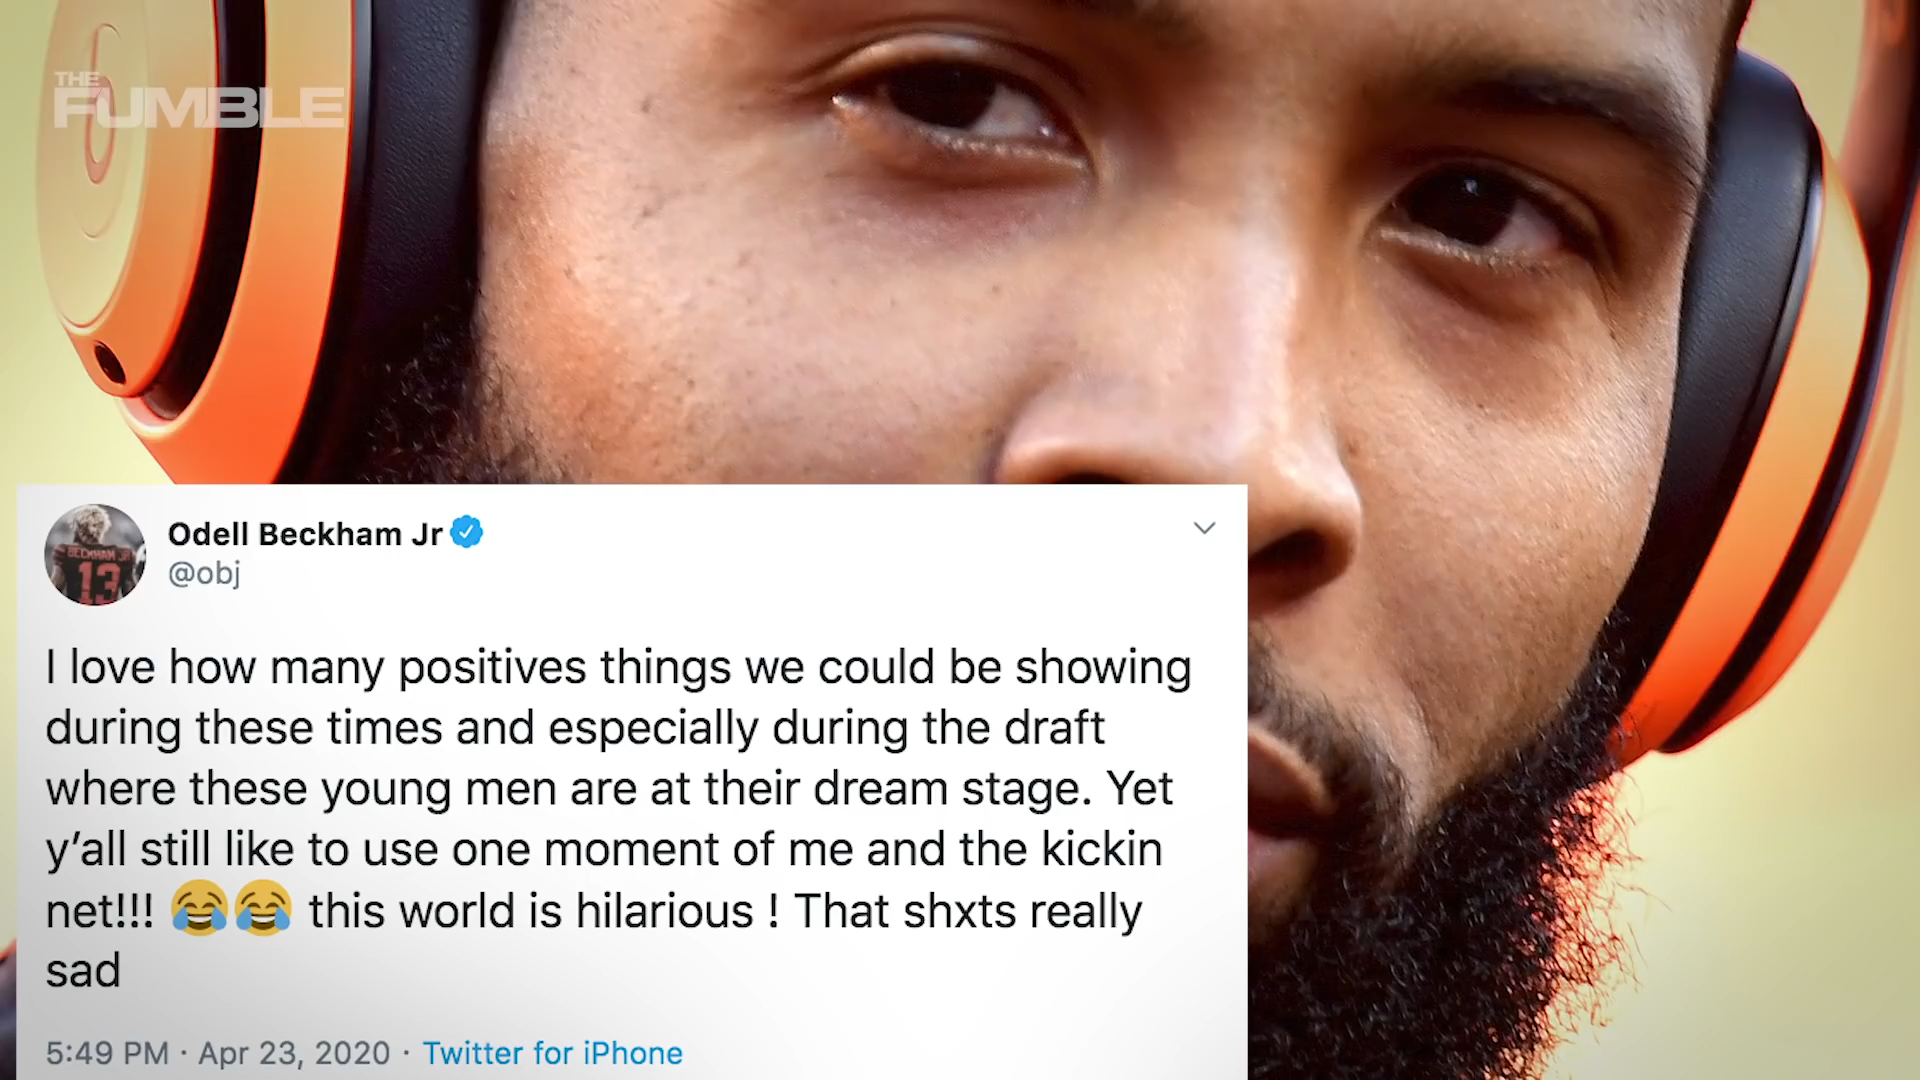 THE
FUMBLE
Odell Beckham Jr
@obj
BECKHAM JR
13
I love how many positives things we could be showing
during these times and especially during the draft
where these young men are at their dream stage. Yet
y’all still like to use one moment of me and the kickin
net!!! 😂😂 this world is hilarious ! That shxts really
sad
5:49 PM · Apr 23, 2020 · Twitter for iPhone